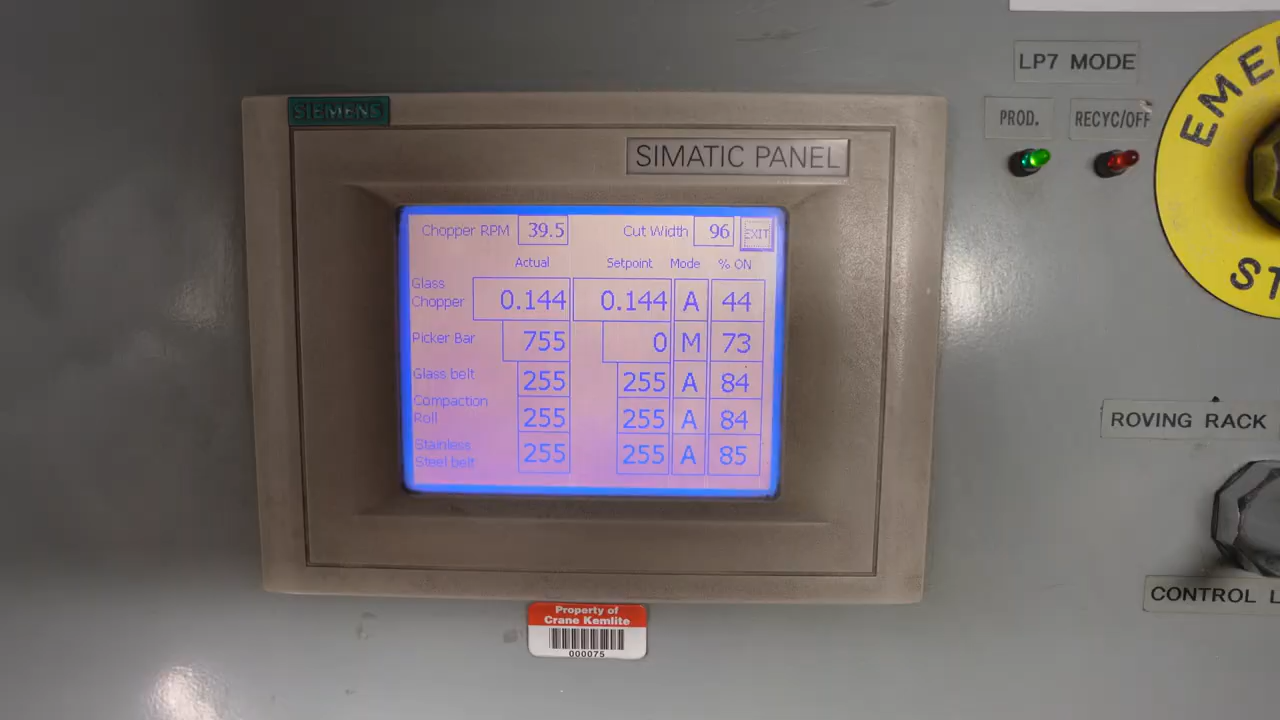 SIEMENS
SIMATIC PANEL
Chopper RPM 39.5 Cut Width 96 EXIT
Actual Setpoint Mode % ON
Glass
Chopper 0.144 0.144 A 44
Picker Bar 755 0 M 73
Glass belt 255 255 A 84
Compaction
Roll 255 255 A 84
Stainless
Steel belt 255 255 A 85
Property of
Crane Kemlite
000075
LP7 MODE
PROD. RECYC/OFF
EME
ST
ROVING RACK
CONTROL L